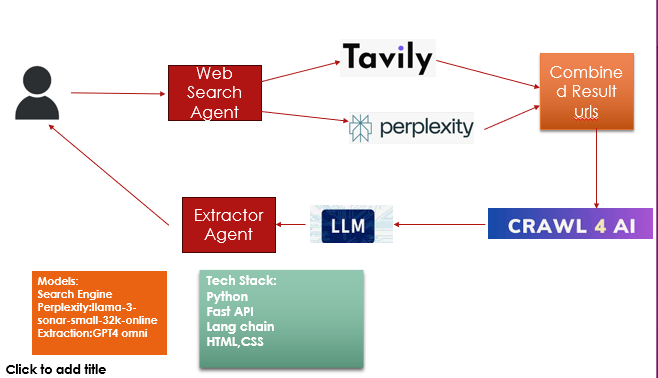 Tavily
Web
Search
Agent
Combine
d Result
urls
perplexity
Extractor
Agent
LLM
CRAWL 4 AI
Models:
Search Engine
Perplexity:llama-3-
sonar-small-32k-online
Extraction:GPT4 omni
Tech Stack:
Python
Fast API
Lang chain
HTML,CSS
Click to add title